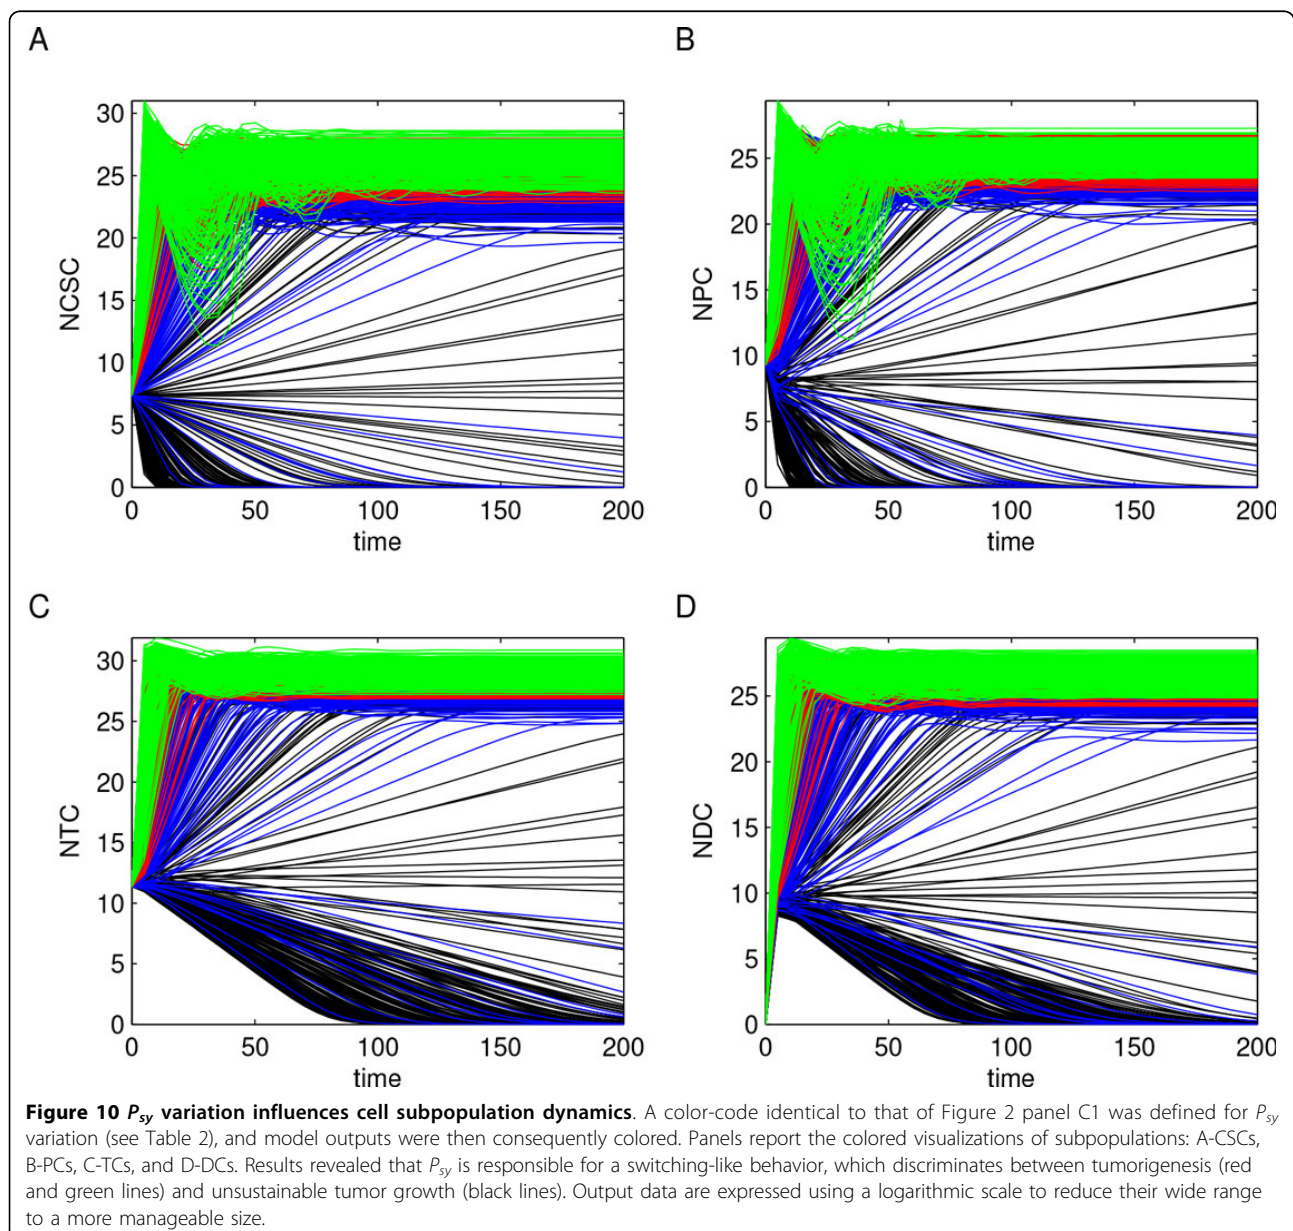 A
B
30
25
20
15
10
5
0
NCSC
0
50
100
150
200
time
25
20
15
10
5
0
NPC
0
50
100
150
200
time
C
D
30
25
20
15
10
5
0
NTC
0
50
100
150
200
time
25
20
15
10
5
0
NDC
0
50
100
150
200
time
Figure 10 Psy variation influences cell subpopulation dynamics. A color-code identical to that of Figure 2 panel C1 was defined for Psy
variation (see Table 2), and model outputs were then consequently colored. Panels report the colored visualizations of subpopulations: A-CSCs,
B-PCs, C-TCs, and D-DCs. Results revealed that Psy is responsible for a switching-like behavior, which discriminates between tumorigenesis (red
and green lines) and unsustainable tumor growth (black lines). Output data are expressed using a logarithmic scale to reduce their wide range
to a more manageable size.